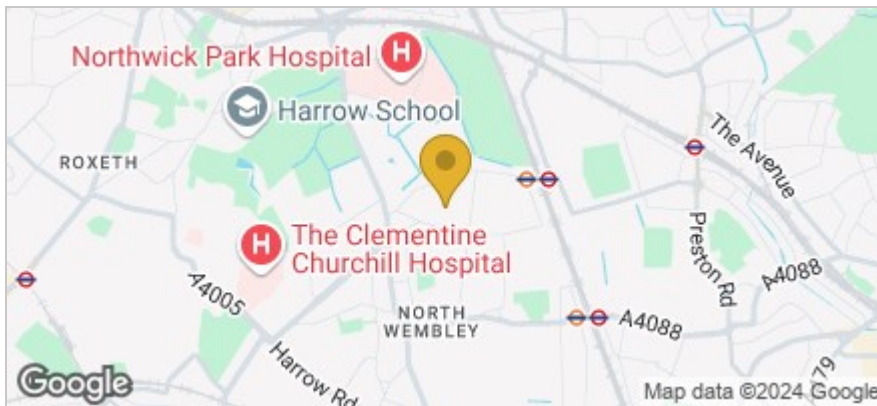 Northwick Park Hospital
H
Harrow School
ROXETH
The Avenue
H
The Clementine
Churchill Hospital
Preston Rd
A4088
A4005
NORTH
WEMBLEY
A4088
Harrow Rd
79
Google
Map data ©2024 Google